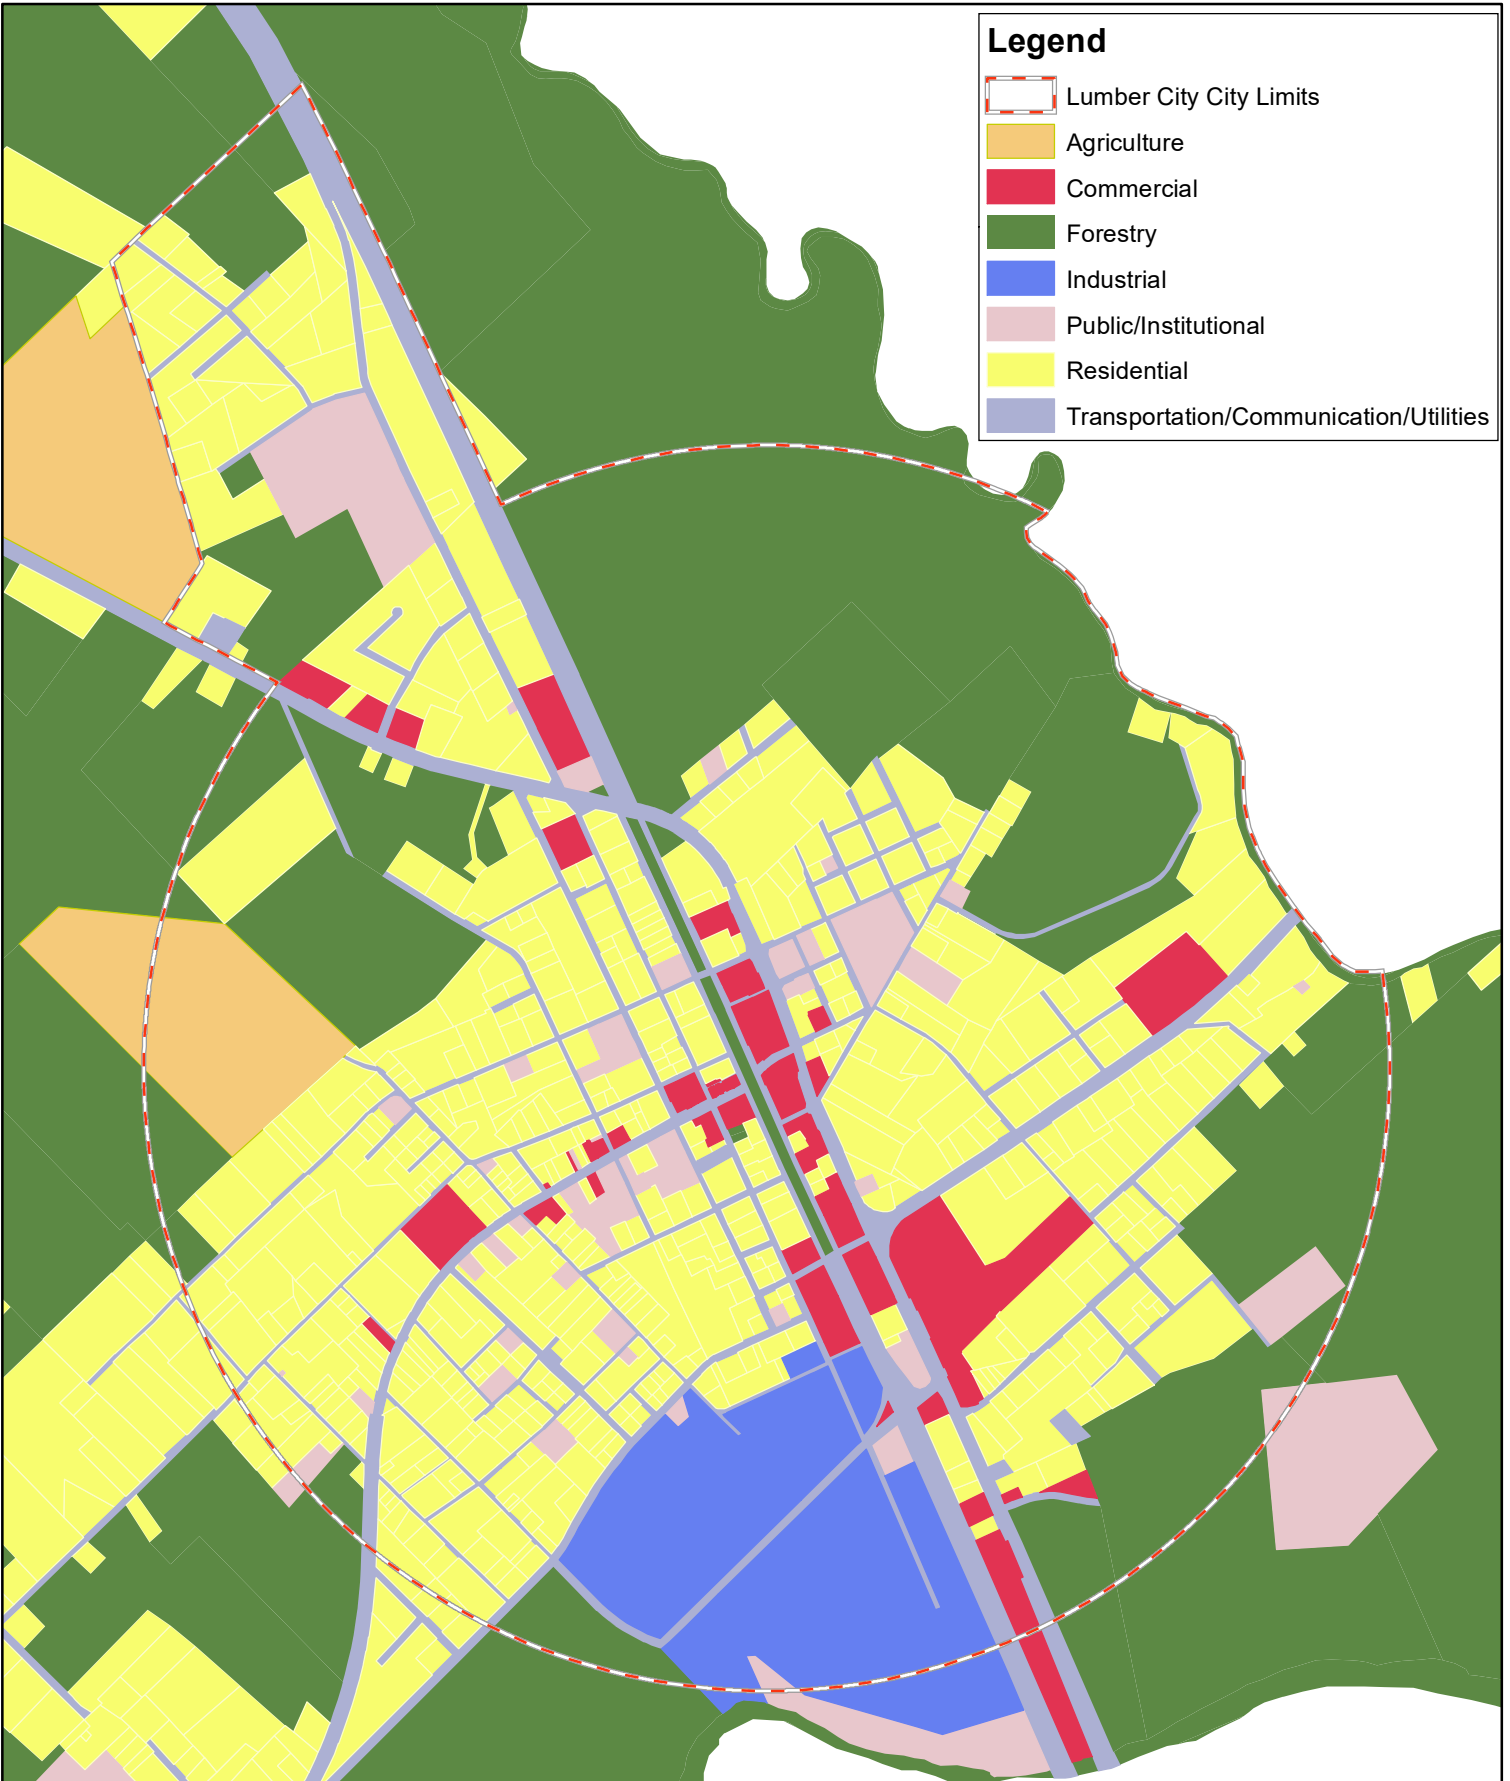 Legend
Lumber City City Limits
Agriculture
Commercial
Forestry
Industrial
Public/Institutional
Residential
Transportation/Communication/Utilities